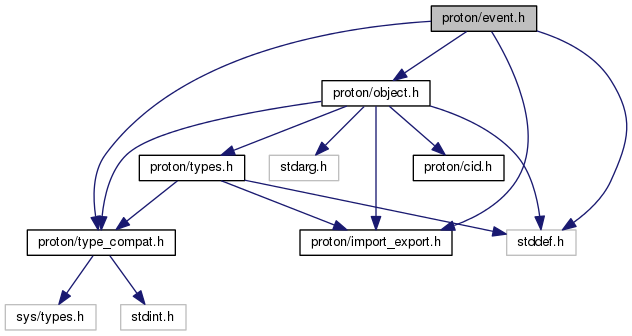 proton/event.h
proton/object.h
proton/types.h
stdarg.h
proton/cid.h
proton/type_compat.h
proton/import_export.h
stddef.h
sys/types.h
stdint.h